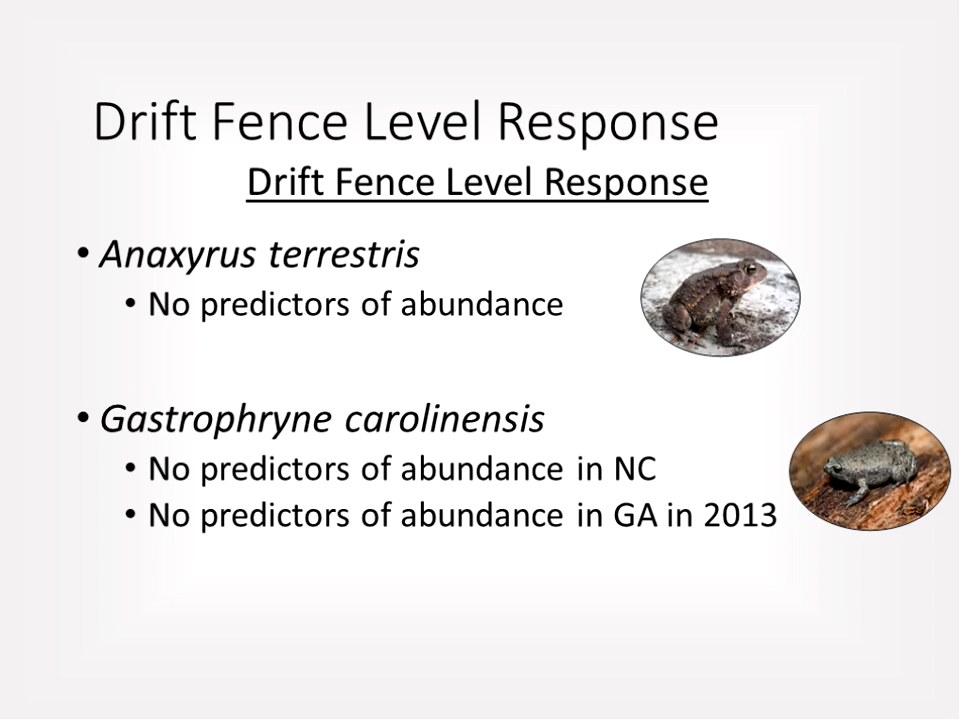 Drift Fence Level Response
Drift Fence Level Response
• Anaxyrus terrestris
• No predictors of abundance
• Gastrophryne carolinensis
• No predictors of abundance in NC
• No predictors of abundance in GA in 2013